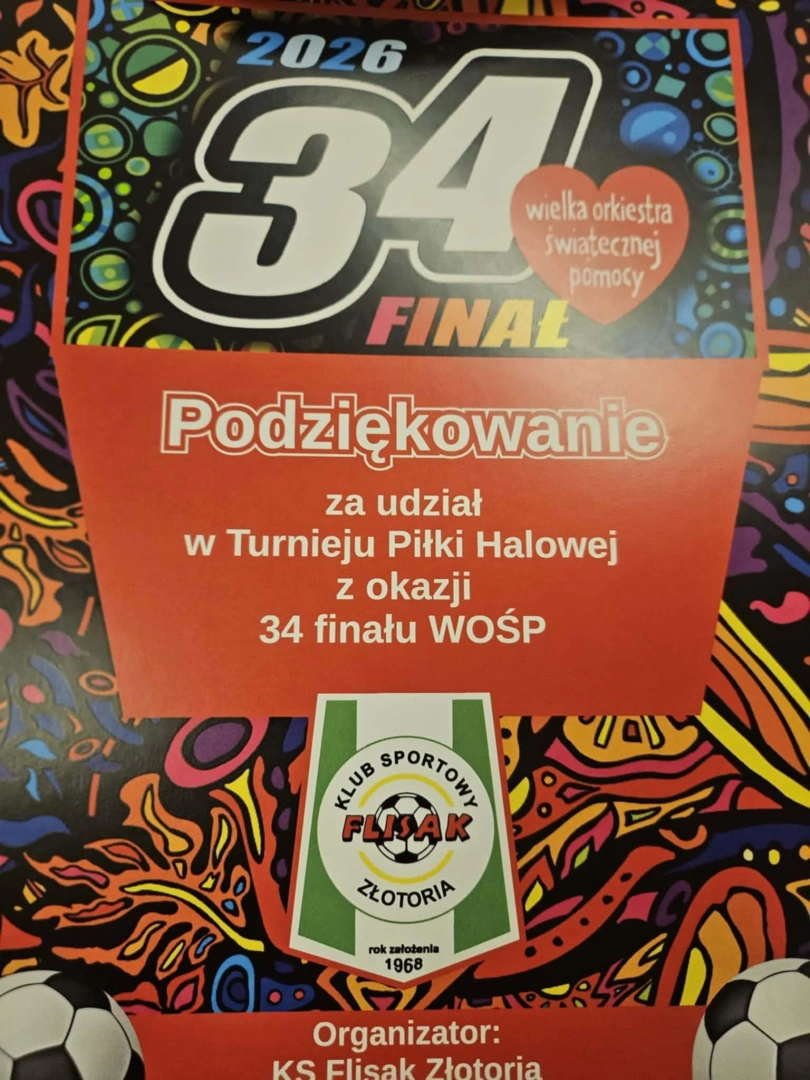 2026
34
FINAŁ
wielka orkiestra
świątecznej
pomocy
Podziękowanie
za udział
w Turnieju Piłki Halowej
z okazji
34 finału WOŚP
KLUB SPORTOWY
FLISAK
ZŁOTORIA
rok założenia
1968
Organizator:
KS Flisak Złotoria